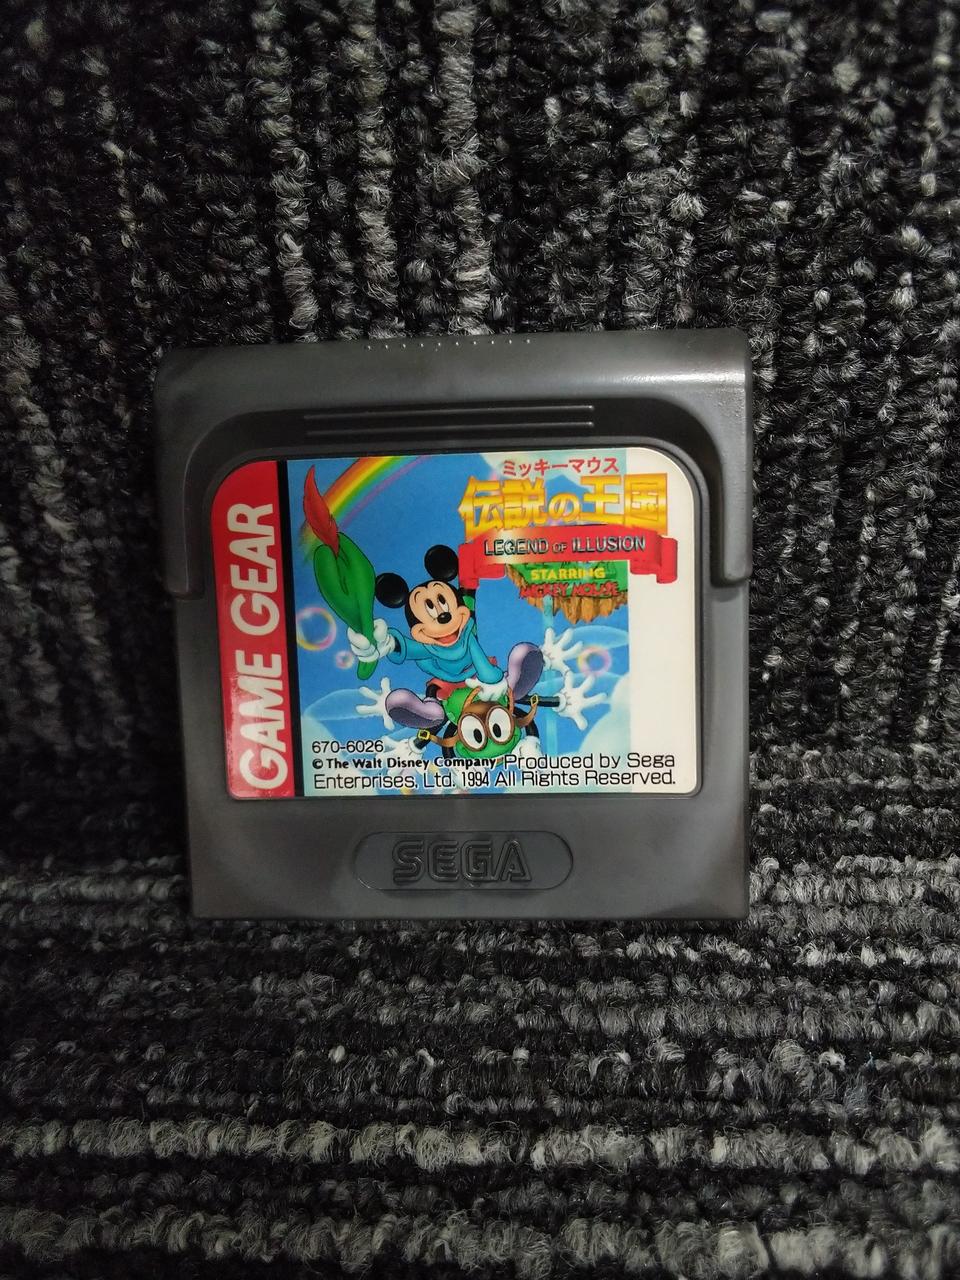 GAME GEAR
ミッキーマウス
伝説の王国
LEGEND OF ILLUSION
STARRING
MICKEY MOUSE
670-6026
© The Walt Disney Company Produced by Sega
Enterprises, Ltd. 1994 All Rights Reserved.
SEGA